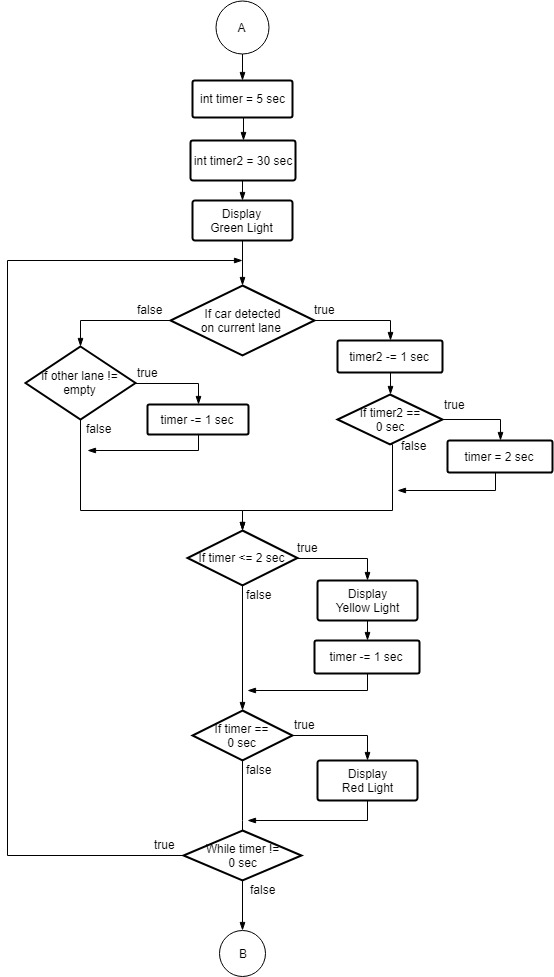 A
int timer = 5 sec
int timer2 = 30 sec
Display
Green Light
If car detected
on current lane
false
true
If other lane !=
empty
true
false
timer -= 1 sec
timer2 -= 1 sec
If timer2 ==
0 sec
true
false
timer = 2 sec
If timer <= 2 sec
true
false
Display
Yellow Light
timer -= 1 sec
If timer ==
0 sec
true
false
Display
Red Light
While timer !=
0 sec
true
false
B